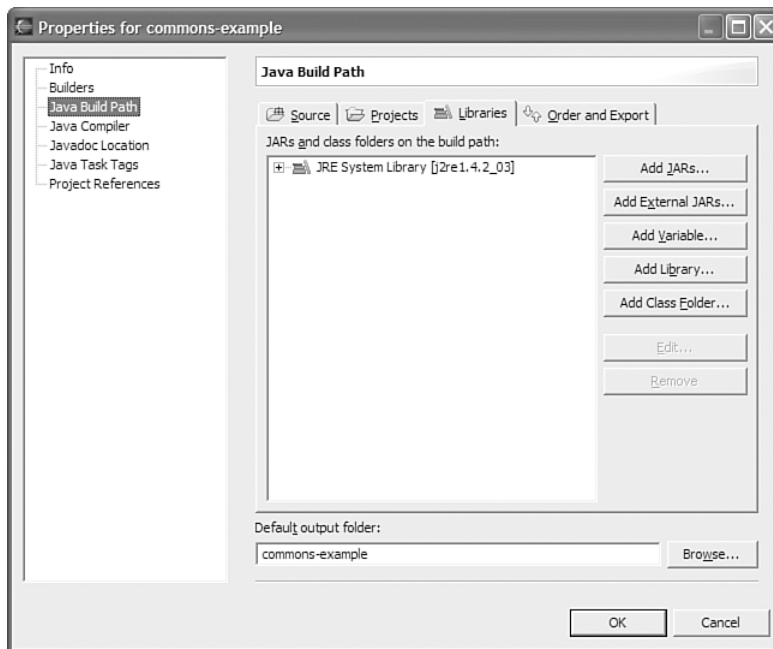 Properties for commons-example
Info
Builders
Java Build Path
Java Compiler
Javadoc Location
Java Task Tags
Project References
Java Build Path
Source
Projects
Libraries
Order and Export
JARs and class folders on the build path:
JRE System Library [j2re1.4.2_03]
Add JARs...
Add External JARs...
Add Variable...
Add Library...
Add Class Folder...
Edit...
Remove
Default output folder:
commons-example
Browse...
OK
Cancel